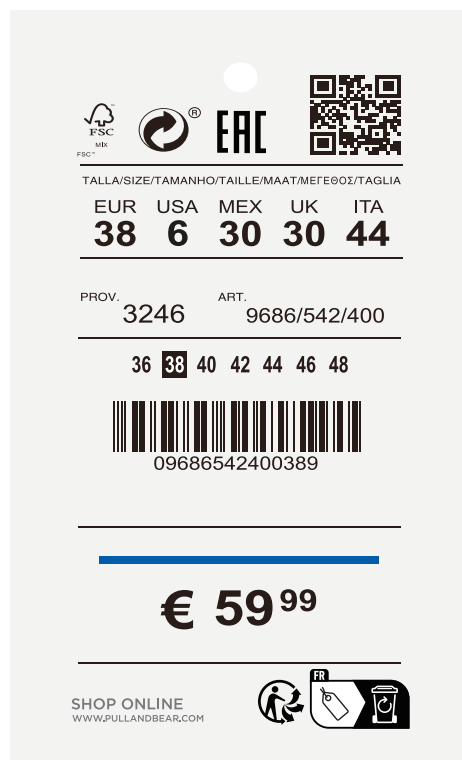 FSC™
MIX
FSC™
®
EAC
TALLA/SIZE/TAMANHO/TAILLE/MAAT/ΜΕΓΕΘΟΣ/TAGLIA
EUR USA MEX UK ITA
38 6 30 30 44
PROV. 3246 ART. 9686/542/400
36 38 40 42 44 46 48
09686542400389
€ 59 99
FR
SHOP ONLINE
WWW.PULLANDBEAR.COM